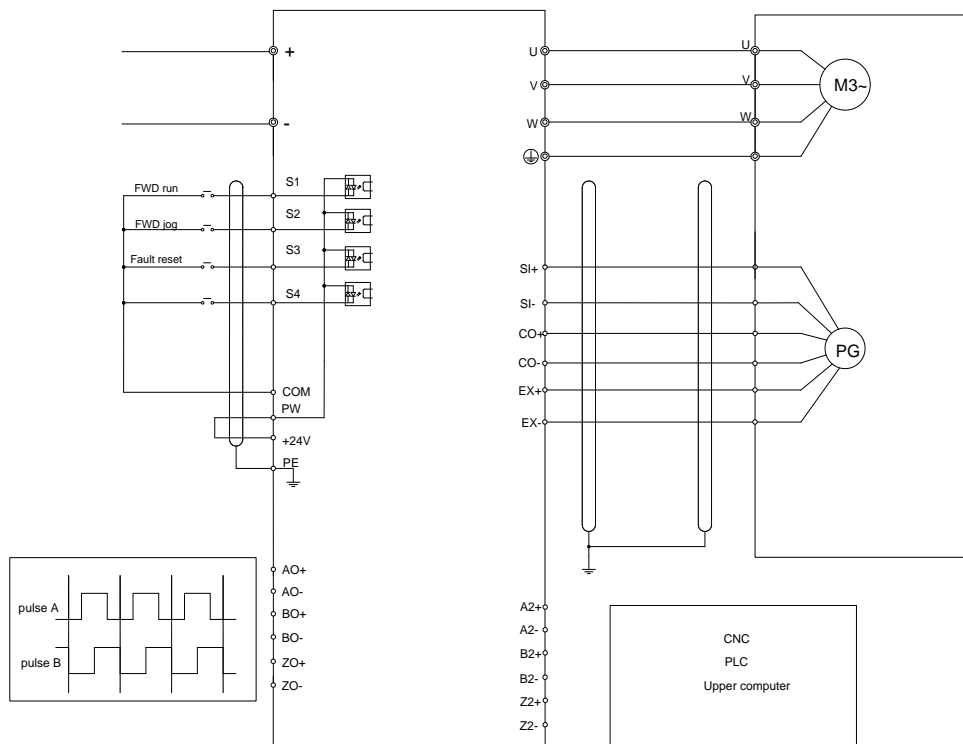 +
-
FWD run
FWD jog
Fault reset
S1
S2
S3
S4
COM
PW
+24V
PE
U
V
W
U
V
W
M3~
SI+
SI-
CO+
CO-
EX+
EX-
PG
pulse A
pulse B
AO+
AO-
BO+
BO-
ZO+
ZO-
A2+
A2-
B2+
B2-
Z2+
Z2-
CNC
PLC
Upper computer